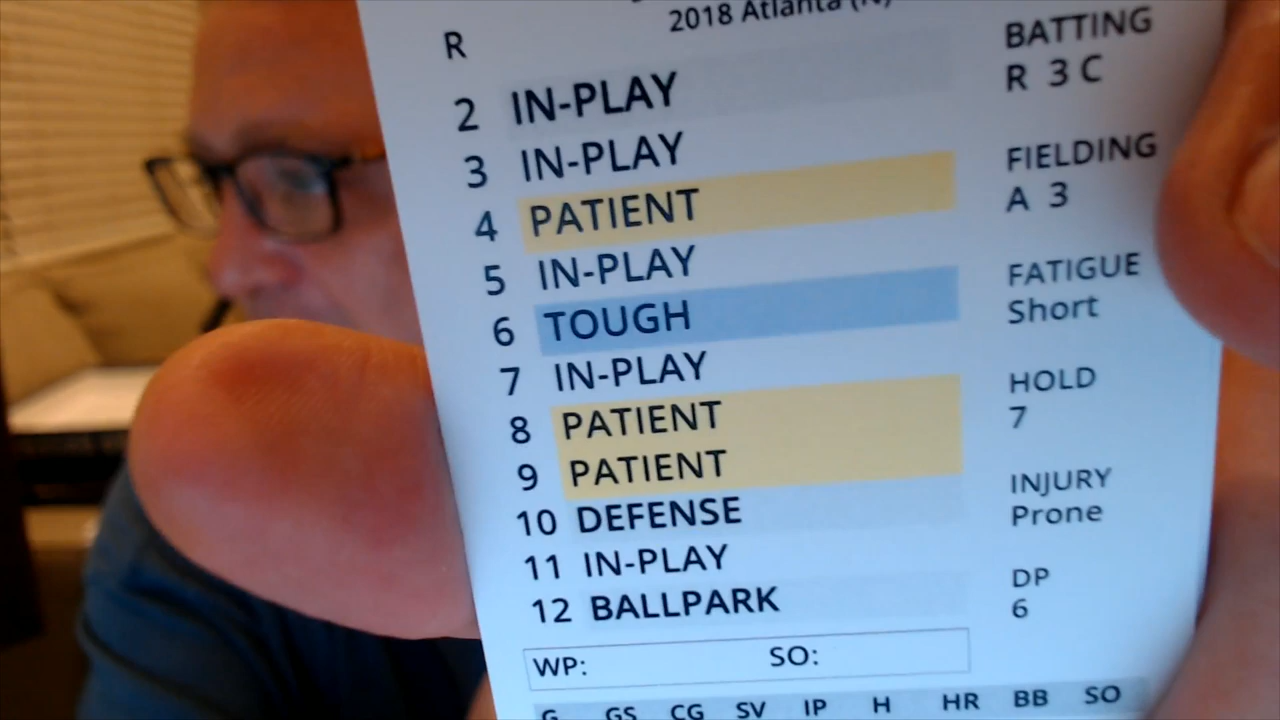 2018 Atlanta (N)
R
2 IN-PLAY
3 IN-PLAY
4 PATIENT
5 IN-PLAY
6 TOUGH
7 IN-PLAY
8 PATIENT
9 PATIENT
10 DEFENSE
11 IN-PLAY
12 BALLPARK
BATTING
R 3 C
FIELDING
A 3
FATIGUE
Short
HOLD
7
INJURY
Prone
DP
6
WP: SO:
G GS CG SV IP H HR BB SO